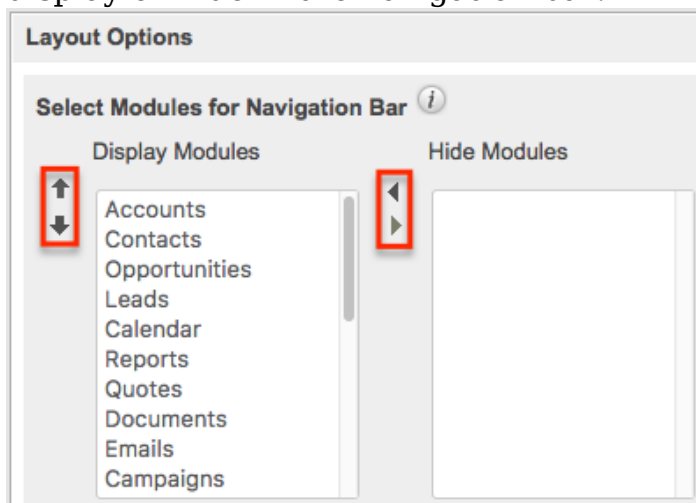 Layout Options
Select Modules for Navigation Bar i
Display Modules Hide Modules
Accounts
Contacts
Opportunities
Leads
Calendar
Reports
Quotes
Documents
Emails
Campaigns